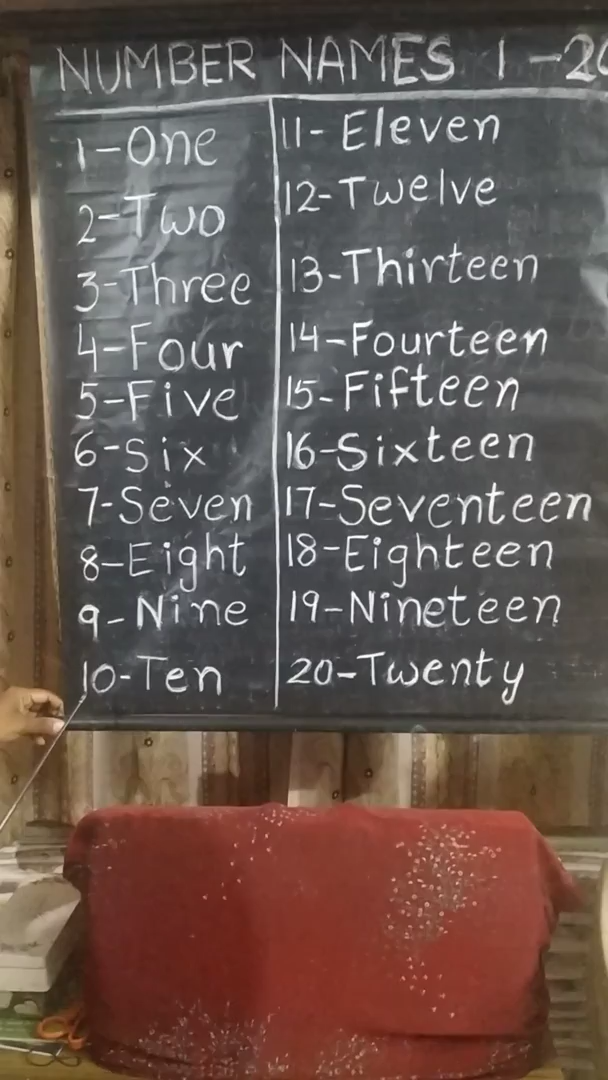 NUMBER NAMES 1-20
1-One
2-Two
3-Three
4-Four
5-Five
6-Six
7-Seven
8-Eight
9-Nine
10-Ten
11-Eleven
12-Twelve
13-Thirteen
14-Fourteen
15-Fifteen
16-Sixteen
17-Seventeen
18-Eighteen
19-Nineteen
20-Twenty